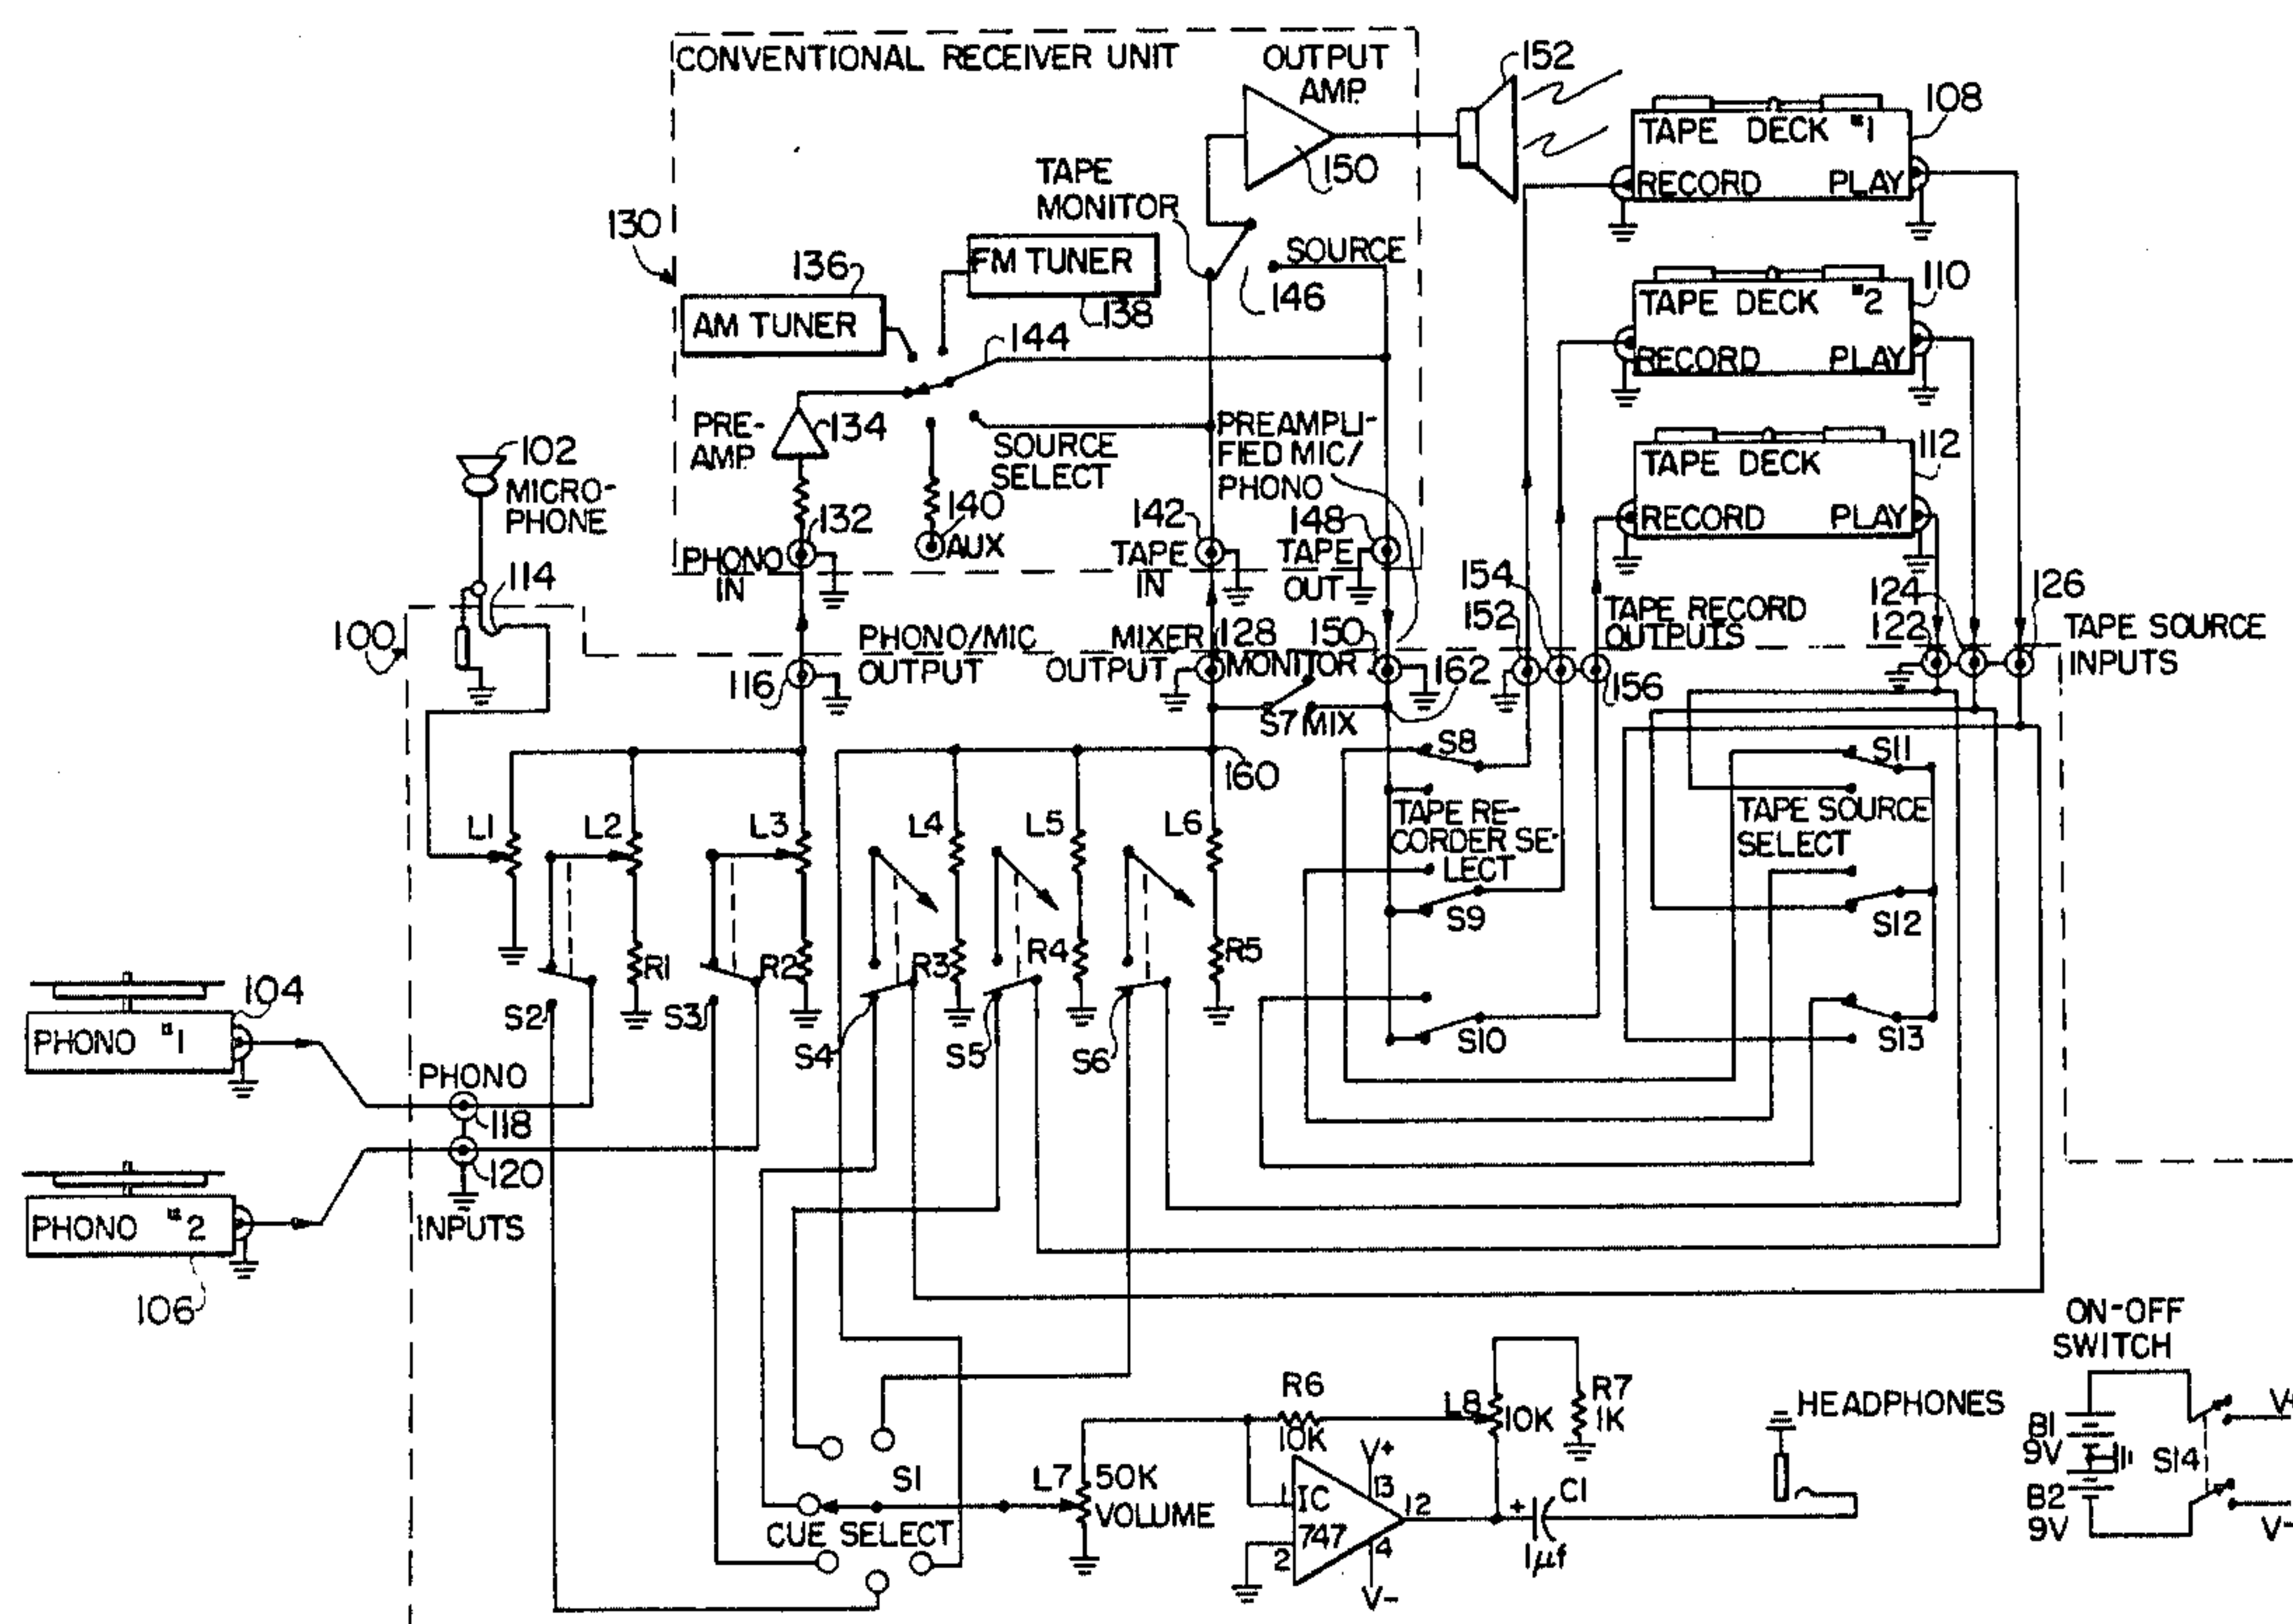 CONVENTIONAL RECEIVER UNIT
OUTPUT
AMP.
152
150
TAPE
MONITOR
130
136
AM TUNER
FM TUNER
138
SOURCE
146
144
PRE-
AMP
134
SOURCE
SELECT
PREAMPLI-
FIED MIC/
PHONO
102
MICRO-
PHONE
132
140
AUX
142
148
PHONO
IN
TAPE
IN
TAPE
OUT
TAPE DECK #1
108
RECORD PLAY
TAPE DECK #2
110
RECORD PLAY
TAPE DECK
112
RECORD PLAY
114
100
PHONO/MIC
OUTPUT
116
MIXER
OUTPUT
128
MONITOR
150
162
154
152
TAPE RECORD
OUTPUTS
156
124
122
126
TAPE SOURCE
INPUTS
S7 MIX
160
S8
S11
TAPE RE-
CORDER SE-
LECT
TAPE SOURCE
SELECT
L1
L2
L3
L4
L5
L6
S9
S12
R1
R2
R3
R4
R5
S2
S3
S4
S5
S6
S10
S13
104
PHONO #1
PHONO
118
120
INPUTS
PHONO #2
106
S1
CUE SELECT
L7
50K
VOLUME
R6
10K
L8
10K
R7
1K
V+
13
1
IC
747
2
12
4
V-
+
C1
1µf
HEADPHONES
ON-OFF
SWITCH
B1
9V
B2
9V
S14
V+
V-